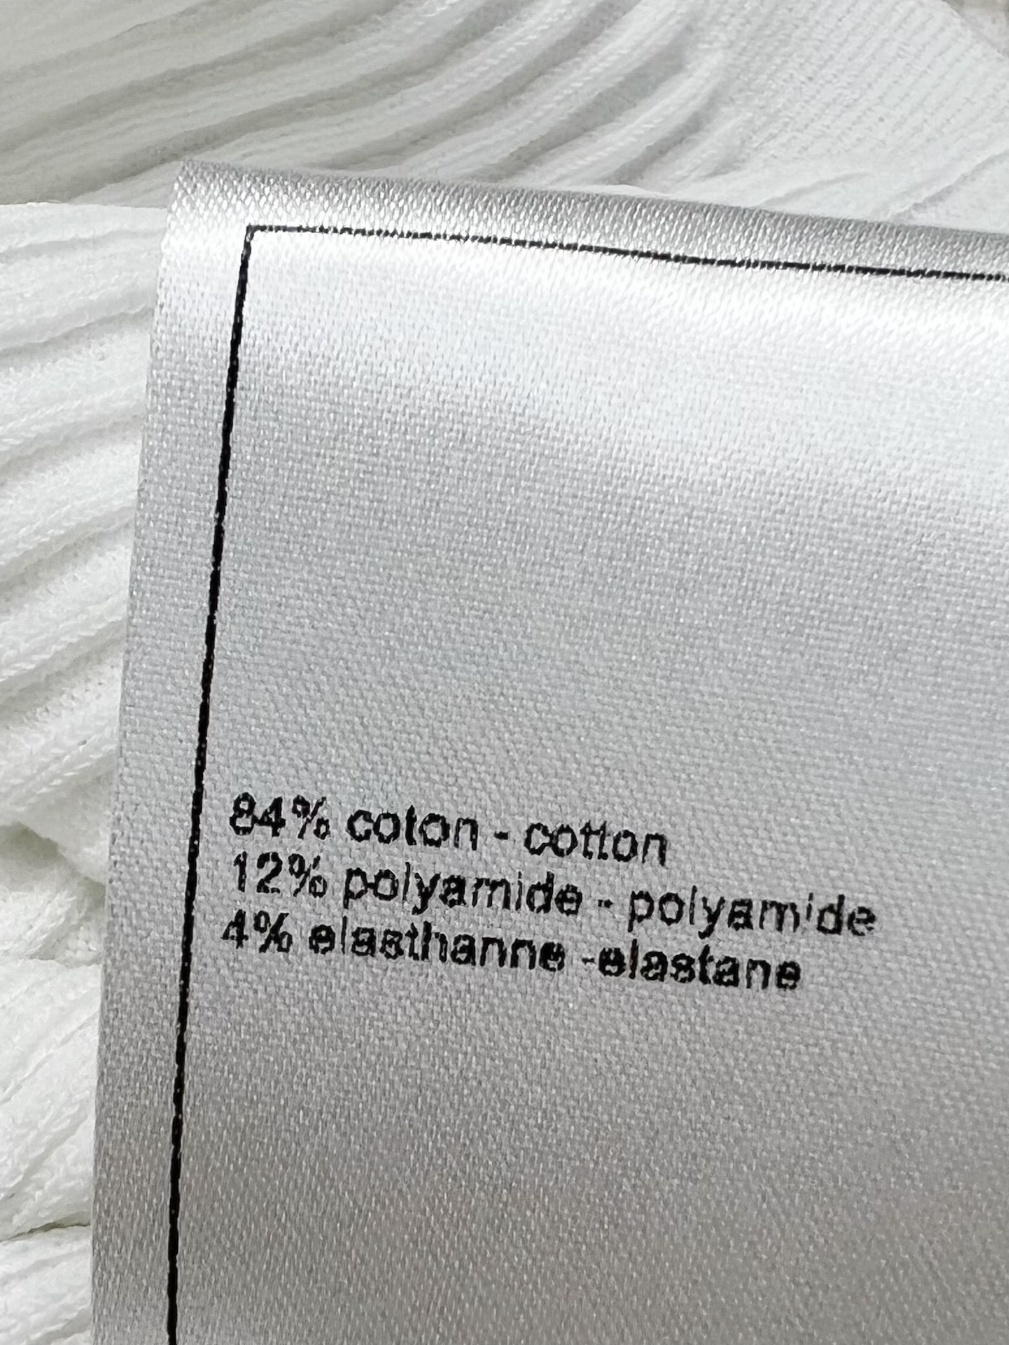 84% coton - cotton
12% polyamide - polyamide
4% elasthanne -elastane